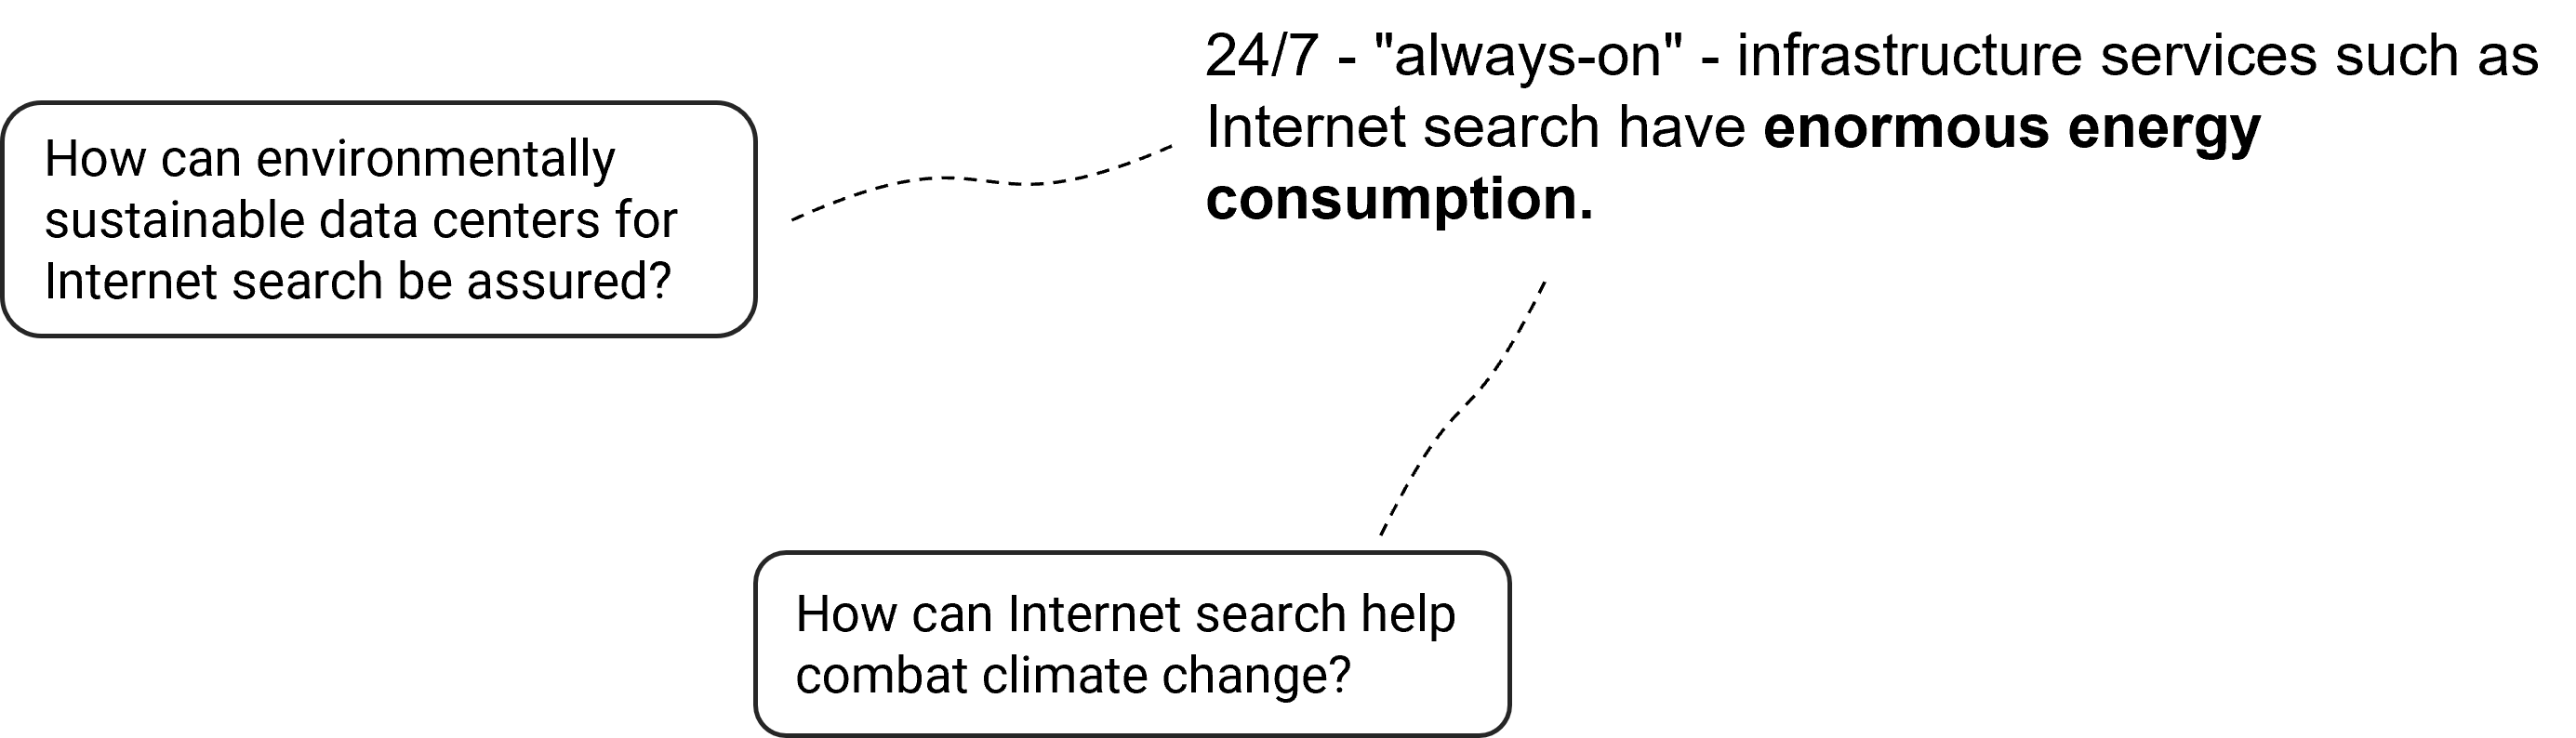 24/7 - "always-on" - infrastructure services such as
Internet search have enormous energy
consumption.
How can environmentally
sustainable data centers for
Internet search be assured?
How can Internet search help
combat climate change?